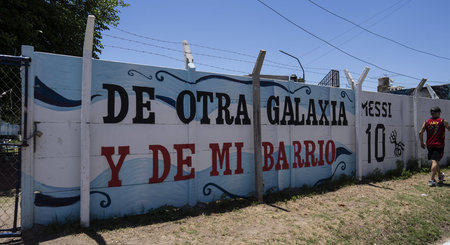 DE OTRA GALAXIA
Y DE MI BARRIO
MESSI
10